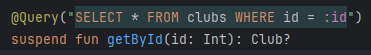 @Query("SELECT * FROM clubs WHERE id = :id")
suspend fun getById(id: Int): Club?